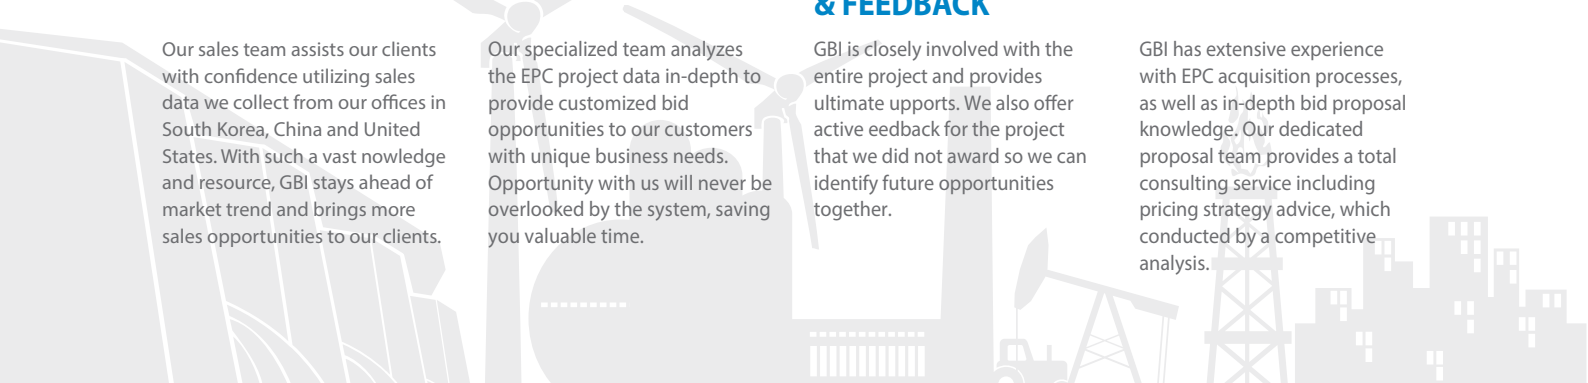 & FEEDBACK
Our sales team assists our clients
with confidence utilizing sales
data we collect from our offices in
South Korea, China and United
States. With such a vast nowledge
and resource, GBI stays ahead of
market trend and brings more
sales opportunities to our clients.
Our specialized team analyzes
the EPC project data in-depth to
provide customized bid
opportunities to our customers
with unique business needs.
Opportunity with us will never be
overlooked by the system, saving
you valuable time.
GBI is closely involved with the
entire project and provides
ultimate upports. We also offer
active eedback for the project
that we did not award so we can
identify future opportunities
together.
GBI has extensive experience
with EPC acquisition processes,
as well as in-depth bid proposal
knowledge. Our dedicated
proposal team provides a total
consulting service including
pricing strategy advice, which
conducted by a competitive
analysis.